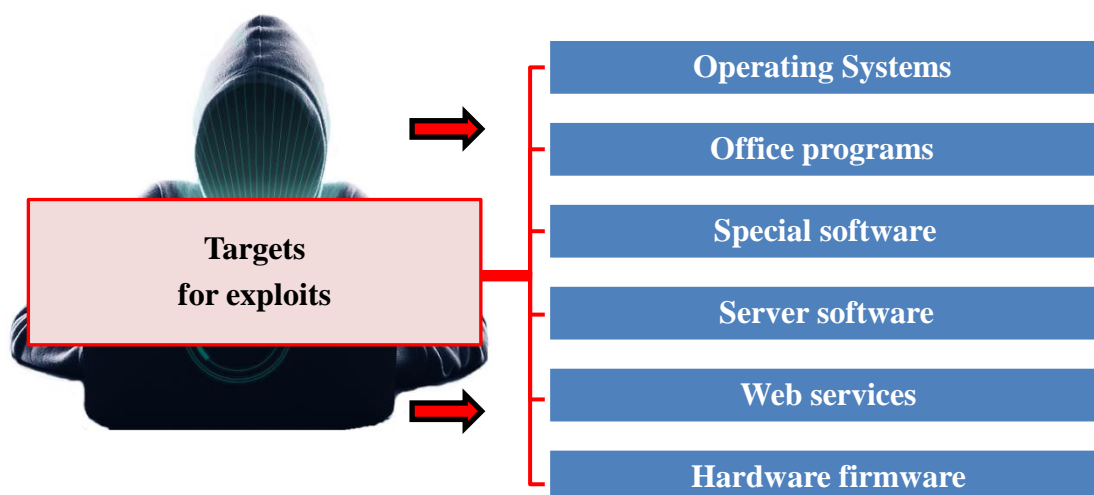 Targets
for exploits
Operating Systems
Office programs
Special software
Server software
Web services
Hardware firmware